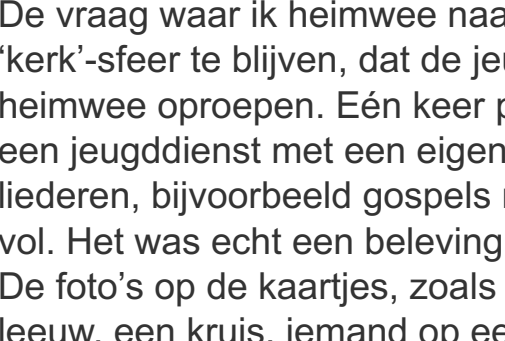 De vraag waar ik heimwee naa
‘kerk’-sfeer te blijven, dat de je
heimwee oproepen. Eén keer p
een jeugddienst met een eigen
liederen, bijvoorbeeld gospels
vol. Het was echt een beleving
De foto’s op de kaartjes, zoals
leeuw, een kruis, iemand op ee